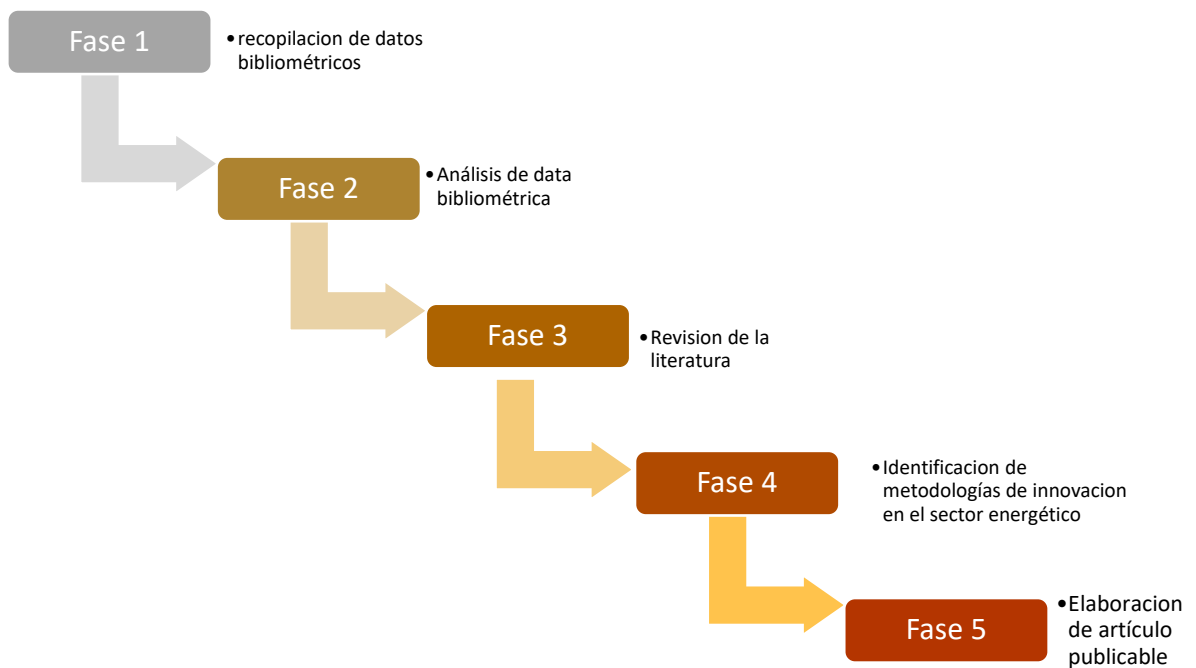 Fase 1
•recopilacion de datos
bibliométricos
Fase 2
•Análisis de data
bibliométrica
Fase 3
•Revision de la
literatura
Fase 4
•Identificacion de
metodologías de innovacion
en el sector energético
Fase 5
•Elaboracion
de artículo
publicable